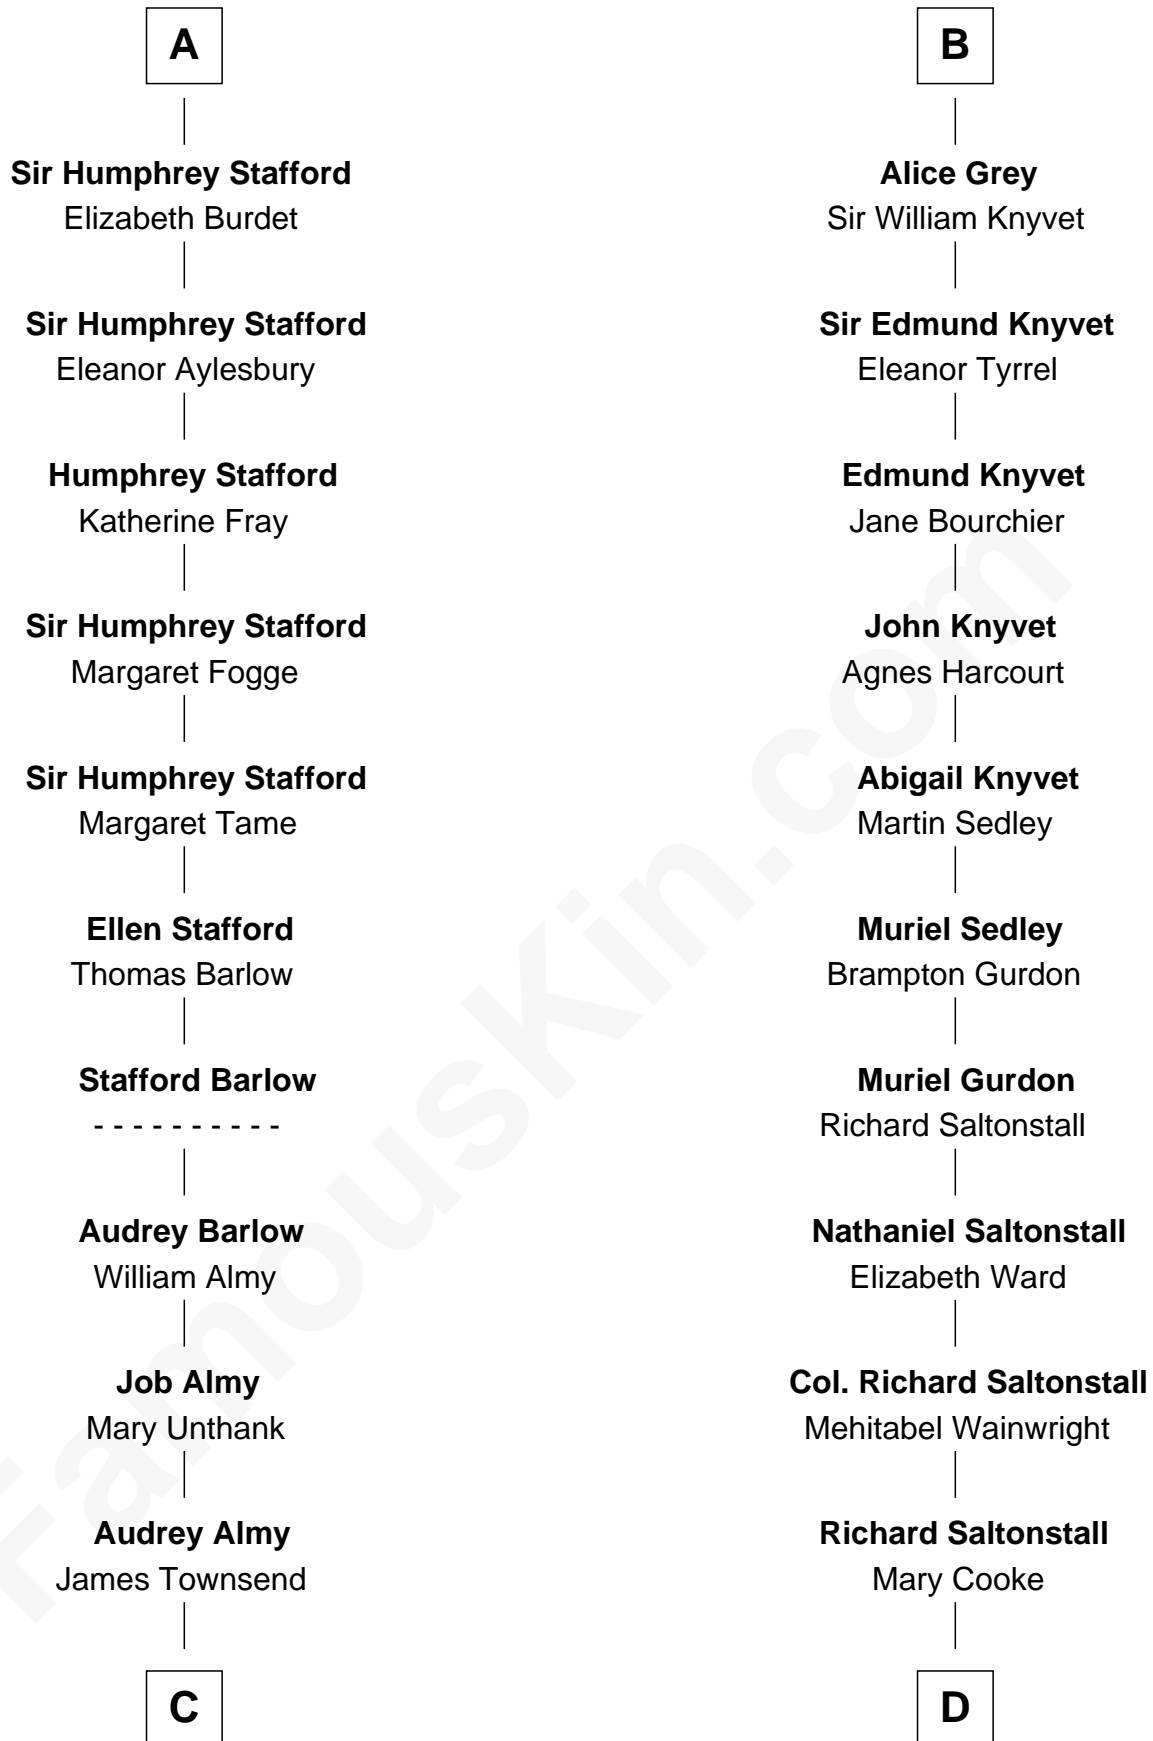 A
Sir Humphrey Stafford
Elizabeth Burdet
Sir Humphrey Stafford
Eleanor Aylesbury
Humphrey Stafford
Katherine Fray
Sir Humphrey Stafford
Margaret Fogge
Sir Humphrey Stafford
Margaret Tame
Ellen Stafford
Thomas Barlow
Stafford Barlow
- - - - - - - - - -
Audrey Barlow
William Almy
Job Almy
Mary Unthank
Audrey Almy
James Townsend
C
B
Alice Grey
Sir William Knyvet
Sir Edmund Knyvet
Eleanor Tyrrel
Edmund Knyvet
Jane Bourchier
John Knyvet
Agnes Harcourt
Abigail Knyvet
Martin Sedley
Muriel Sedley
Brampton Gurdon
Muriel Gurdon
Richard Saltonstall
Nathaniel Saltonstall
Elizabeth Ward
Col. Richard Saltonstall
Mehitabel Wainwright
Richard Saltonstall
Mary Cooke
D
FamousKin.com